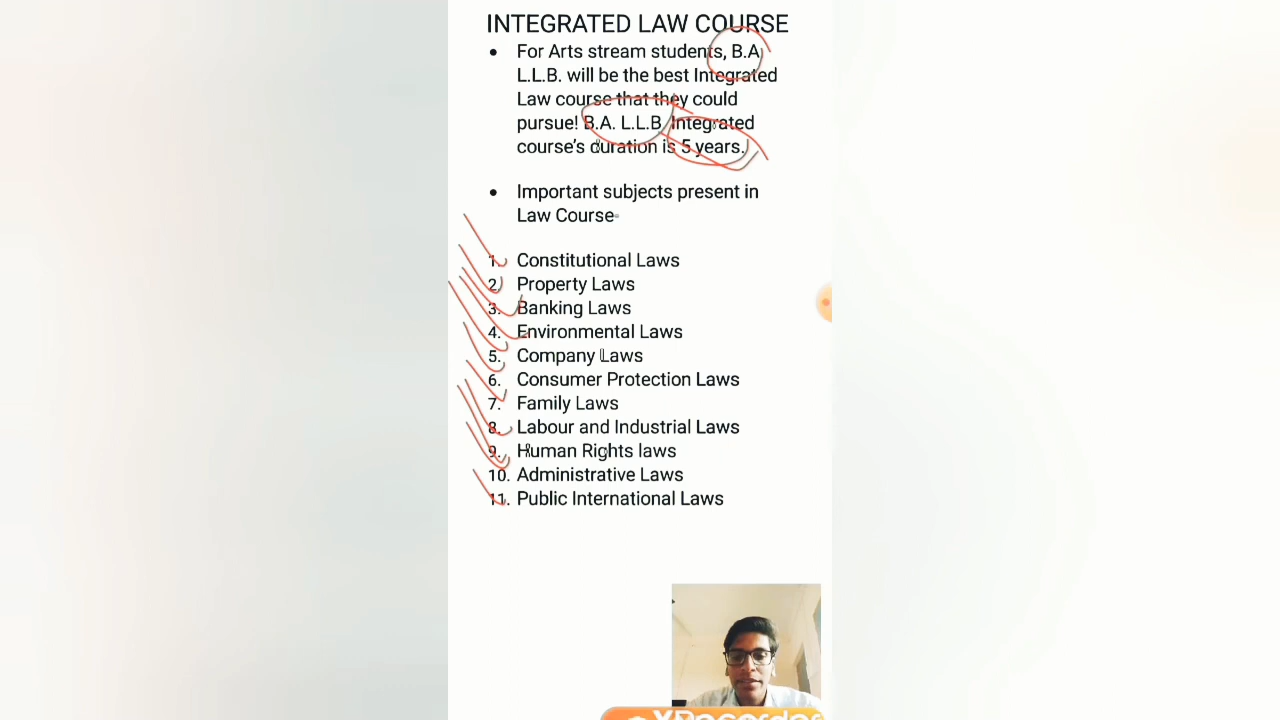 INTEGRATED LAW COURSE
• For Arts stream students, B.A
L.L.B. will be the best Integrated
Law course that they could
pursue! B.A. L.L.B. Integrated
course's duration is 5 years.
• Important subjects present in
Law Course-
1. Constitutional Laws
2. Property Laws
3. Banking Laws
4. Environmental Laws
5. Company Laws
6. Consumer Protection Laws
7. Family Laws
8. Labour and Industrial Laws
9. Human Rights laws
10. Administrative Laws
11. Public International Laws
XRecorder